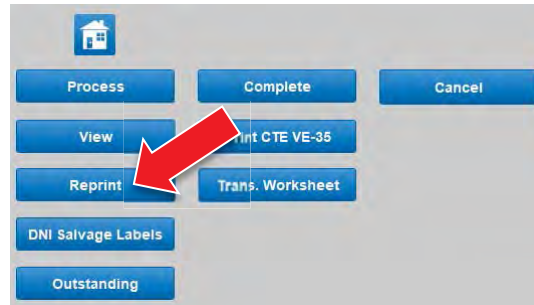 Process Complete Cancel
View rint CTE VE-35
Reprint Trans. Worksheet
DNI Salvage Labels
Outstanding